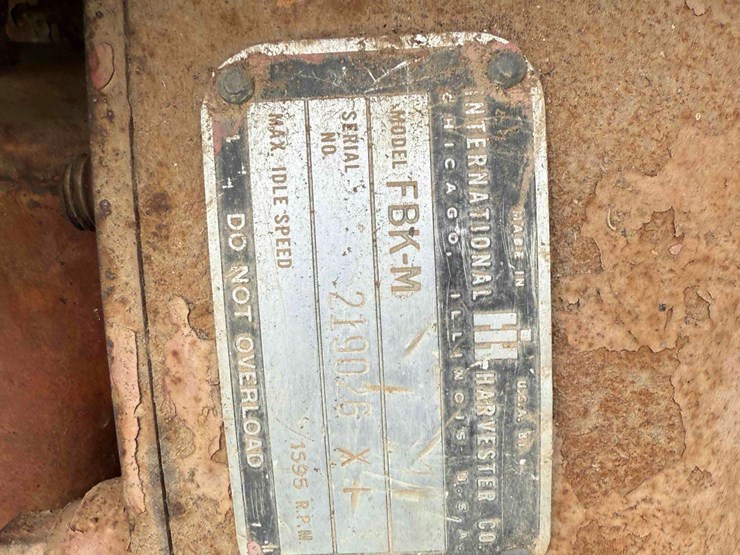 MADE IN U.S.A. BY
INTERNATIONAL IH HARVESTER CO.
CHICAGO, ILLINOIS U.S.A.
MODEL FBK-M
SERIAL NO. X
MAX. IDLE SPEED 1595 R.P.M.
DO NOT OVERLOAD